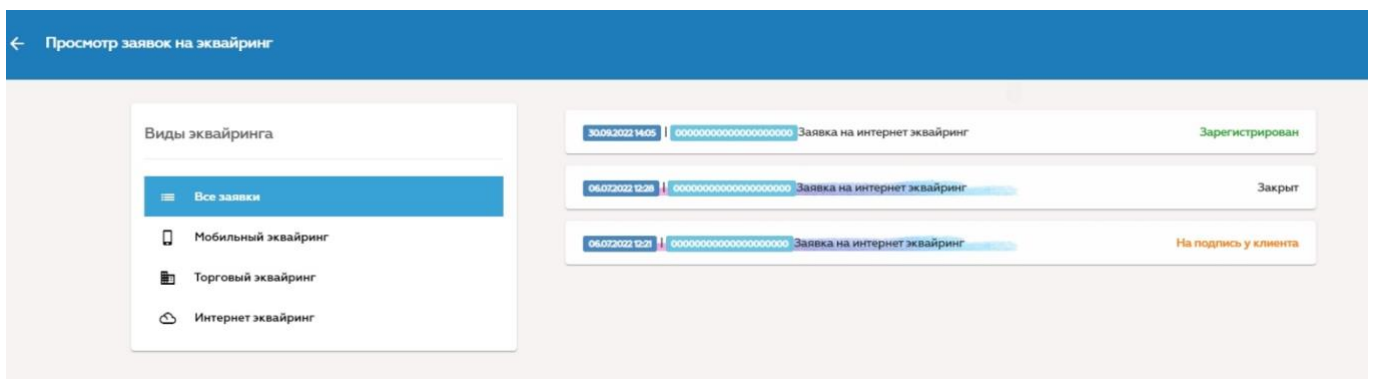 Просмотр заявок на эквайринг
Виды эквайринга
Все заявки
Мобильный эквайринг
Торговый эквайринг
Интернет эквайринг
30.09.2022 14:05 | 00000000000000000000 Заявка на интернет эквайринг Зарегистрирован
06.07.2022 12:28 | 00000000000000000000 Заявка на интернет эквайринг Закрыт
06.07.2022 12:21 | 00000000000000000000 Заявка на интернет эквайринг На подпись у клиента